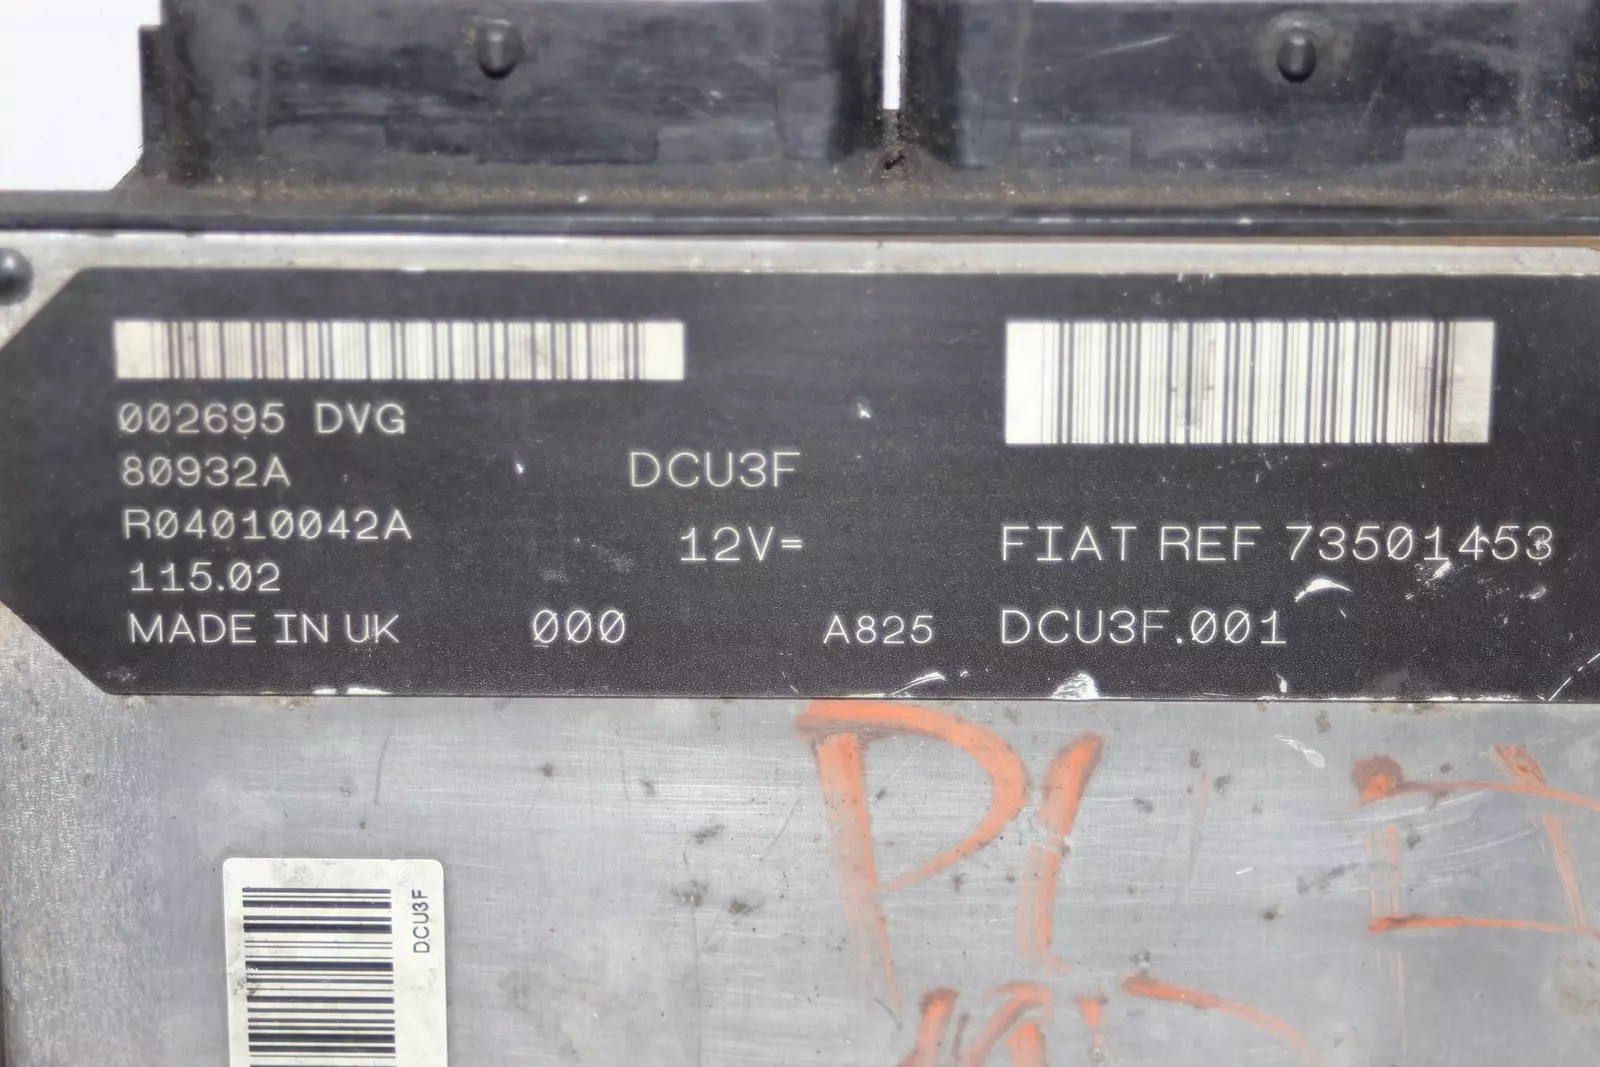 002695 DVG
80932A
R04010042A
115.02
MADE IN UK
000
DCU3F
12V=
A825
FIAT REF 73501453
DCU3F.001
DCU3F